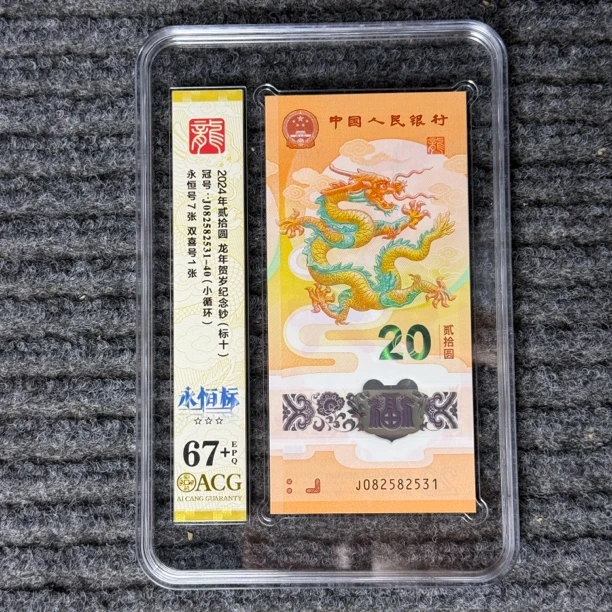 龍
2024年贰拾圆 龙年贺岁纪念钞（标十）
冠号：J082582531-40（小循环）
永恒号7张 双喜号1张
永恒标
☆☆☆
67+ EPQ
ACG
AI CANG GUARANTY
中国人民银行
20
贰拾圆
福
J082582531